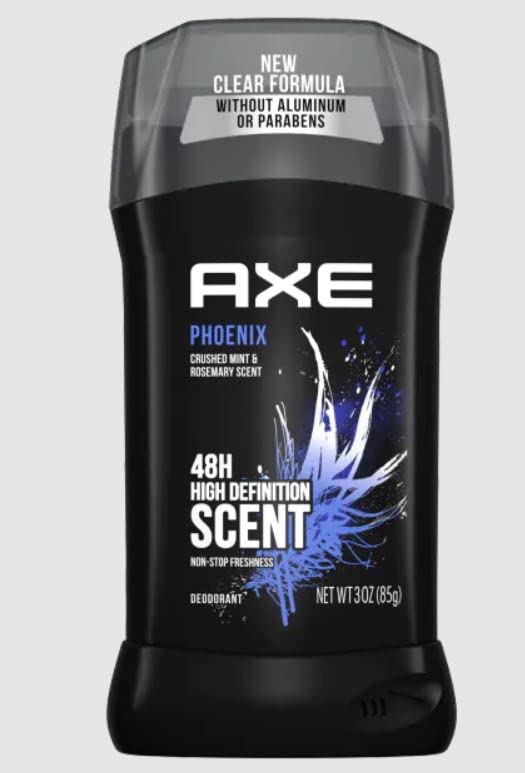 NEW
CLEAR FORMULA
WITHOUT ALUMINUM
OR PARABENS
AXE
PHOENIX
CRUSHED MINT &
ROSEMARY SCENT
48H
HIGH DEFINITION
SCENT
NON-STOP FRESHNESS
DEODORANT
NET WT 3 OZ (85g)